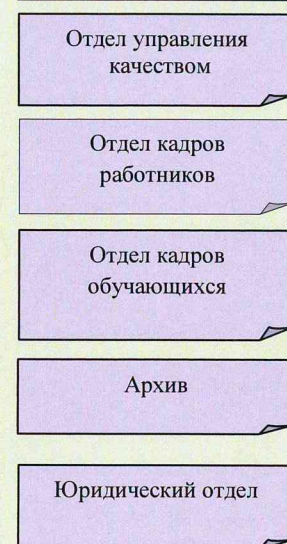 Отдел управления
качеством
Отдел кадров
работников
Отдел кадров
обучающихся
Архив
Юридический отдел